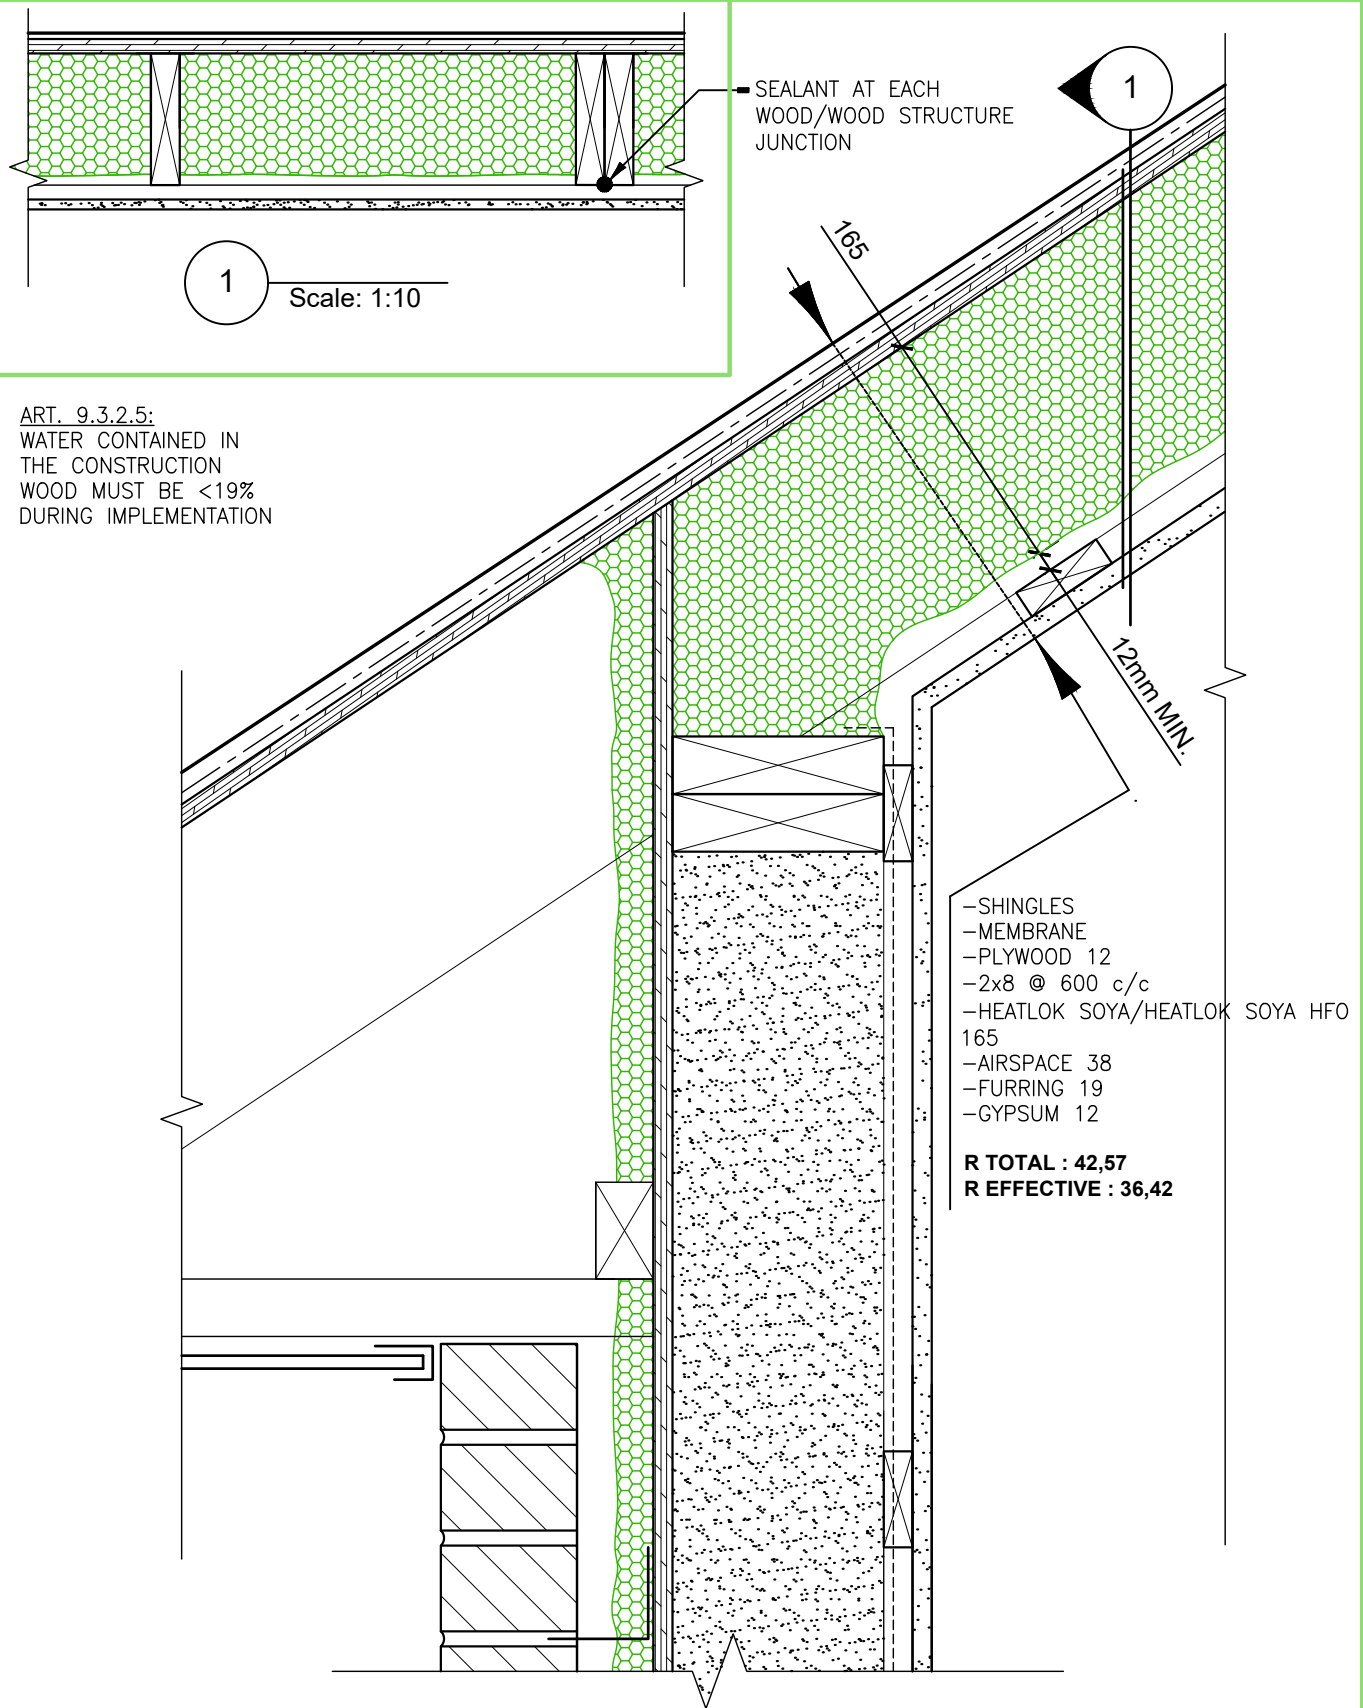 SEALANT AT EACH
WOOD/WOOD STRUCTURE
JUNCTION
1
1
Scale: 1:10
165
ART. 9.3.2.5:
WATER CONTAINED IN
THE CONSTRUCTION
WOOD MUST BE <19%
DURING IMPLEMENTATION
12mm MIN.
-SHINGLES
-MEMBRANE
-PLYWOOD 12
-2x8 @ 600 c/c
-HEATLOK SOYA/HEATLOK SOYA HFO
165
-AIRSPACE 38
-FURRING 19
-GYPSUM 12
R TOTAL : 42,57
R EFFECTIVE : 36,42